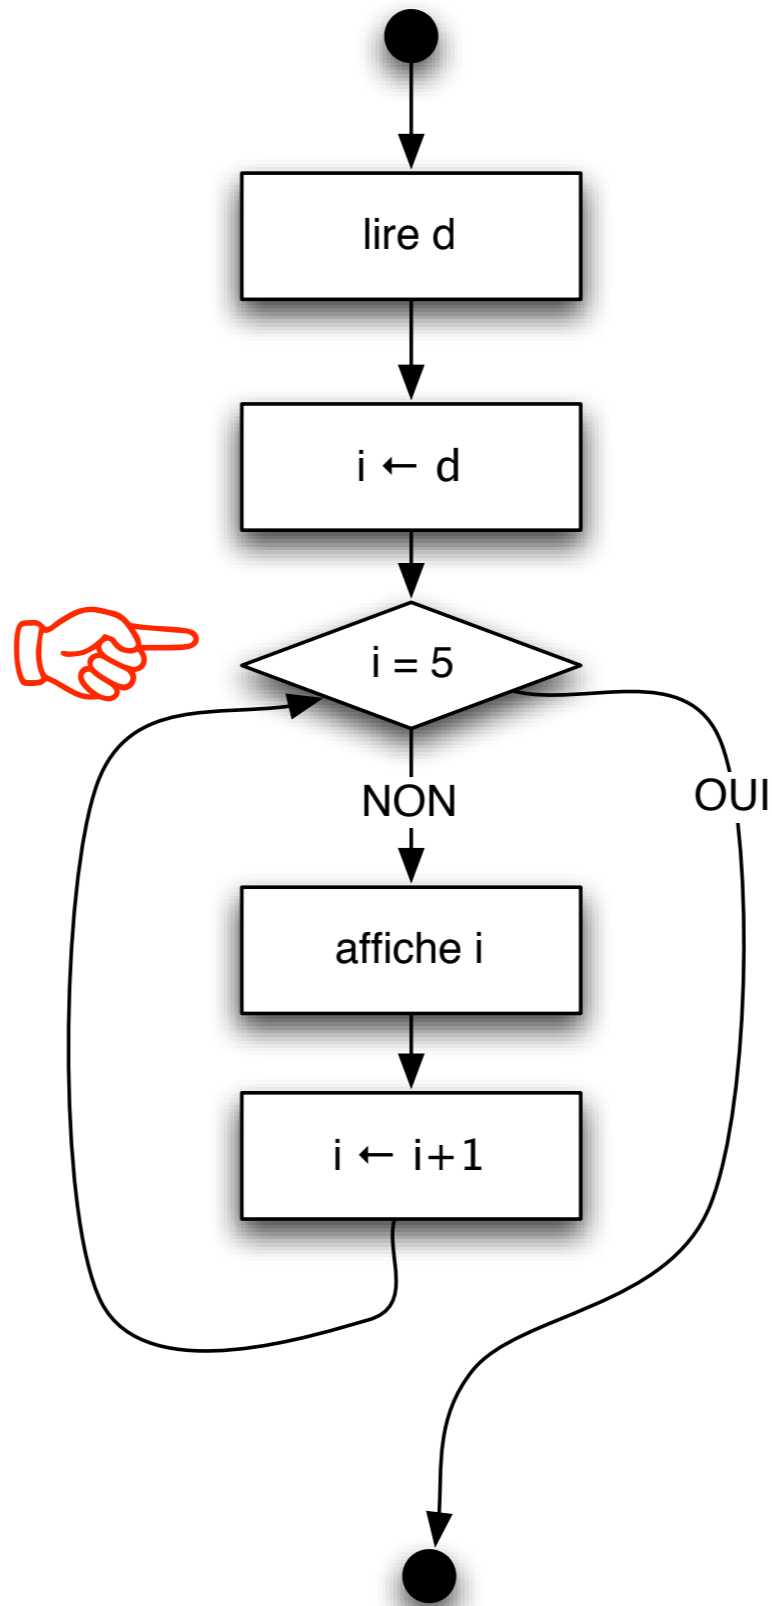 lire d
i ← d
i = 5
NON
OUI
affiche i
i ← i+1